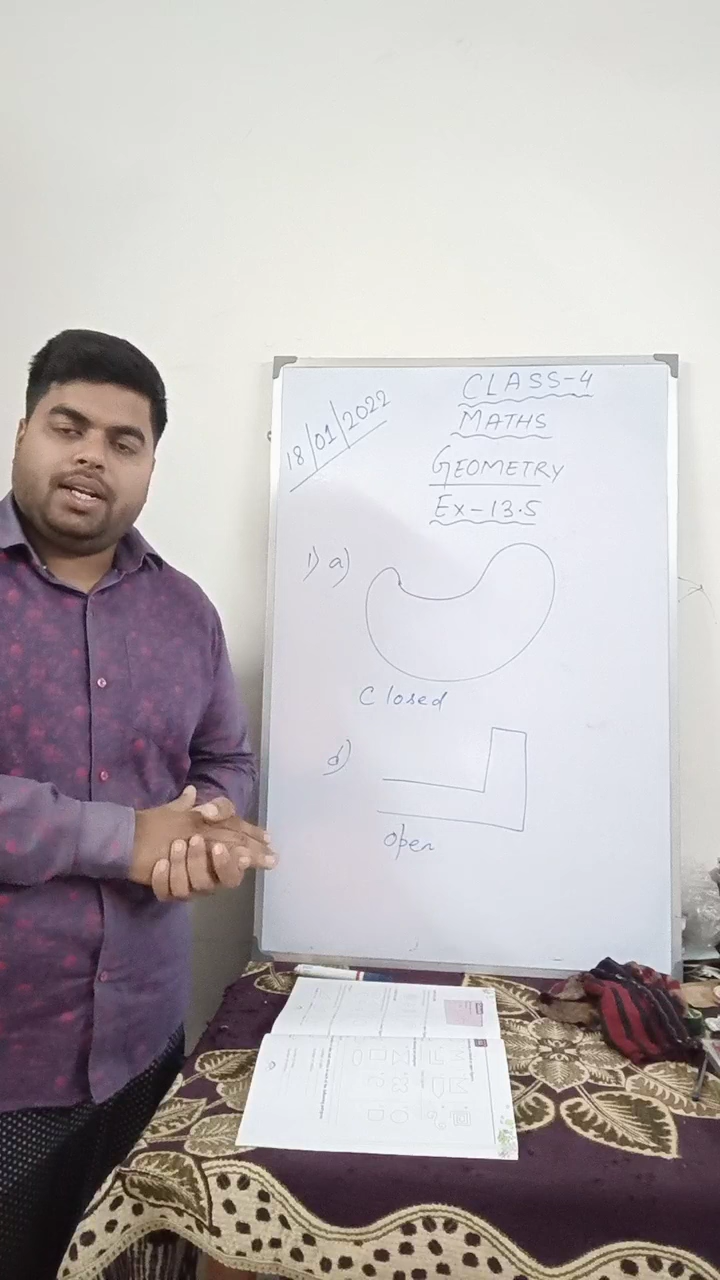 18/01/2022
CLASS-4
MATHS
GEOMETRY
Ex-13.5
1) a)
Closed
d)
Open